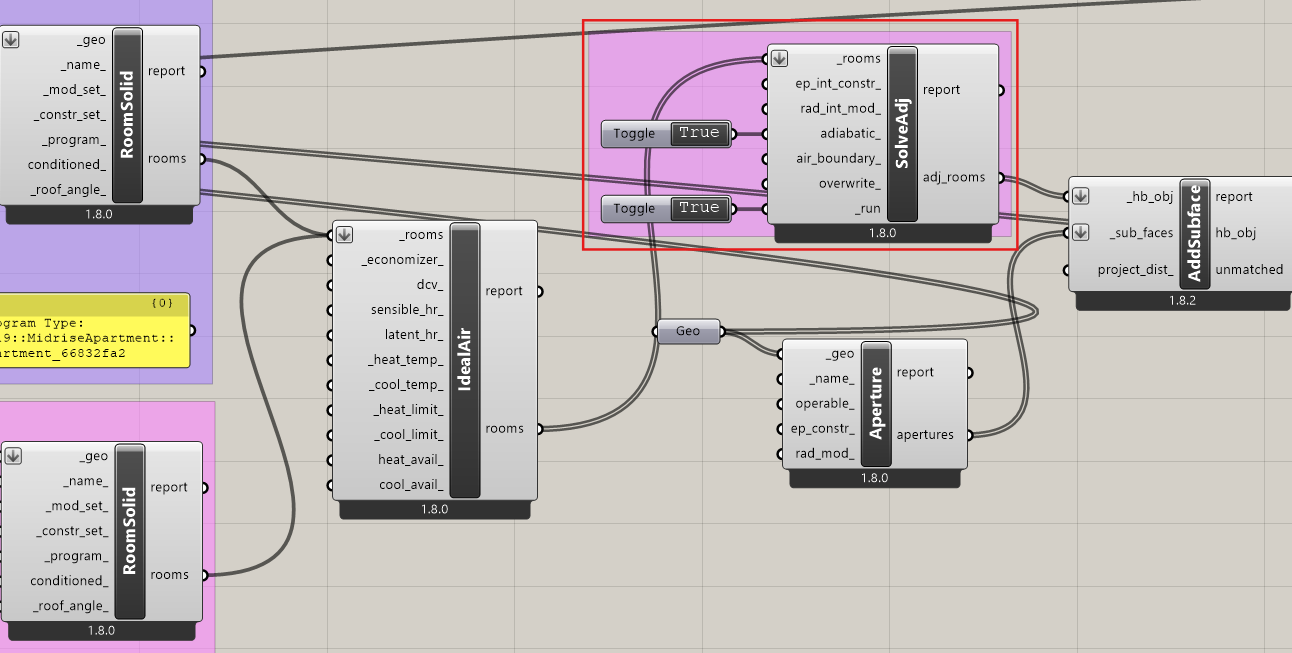 _geo
_name_
_mod_set_
_constr_set_
_program_
conditioned_
_roof_angle_
RoomSolid
report
rooms
1.8.0
{0}
ogram Type:
19::MidriseApartment::
artment_66832fa2
_geo
_name_
_mod_set_
_constr_set_
_program_
conditioned_
_roof_angle_
RoomSolid
report
rooms
1.8.0
_rooms
_economizer_
dcv_
sensible_hr_
latent_hr_
_heat_temp_
_cool_temp_
_heat_limit_
_cool_limit_
heat_avail_
cool_avail_
IdealAir
report
rooms
1.8.0
Toggle True
Toggle True
_rooms
ep_int_constr_
rad_int_mod_
adiabatic_
air_boundary_
overwrite_
_run
SolveAdj
report
adj_rooms
1.8.0
Geo
_geo
_name_
operable_
ep_constr_
rad_mod_
Aperture
report
apertures
1.8.0
_hb_obj
_sub_faces
project_dist_
AddSubface
report
hb_obj
unmatched
1.8.2